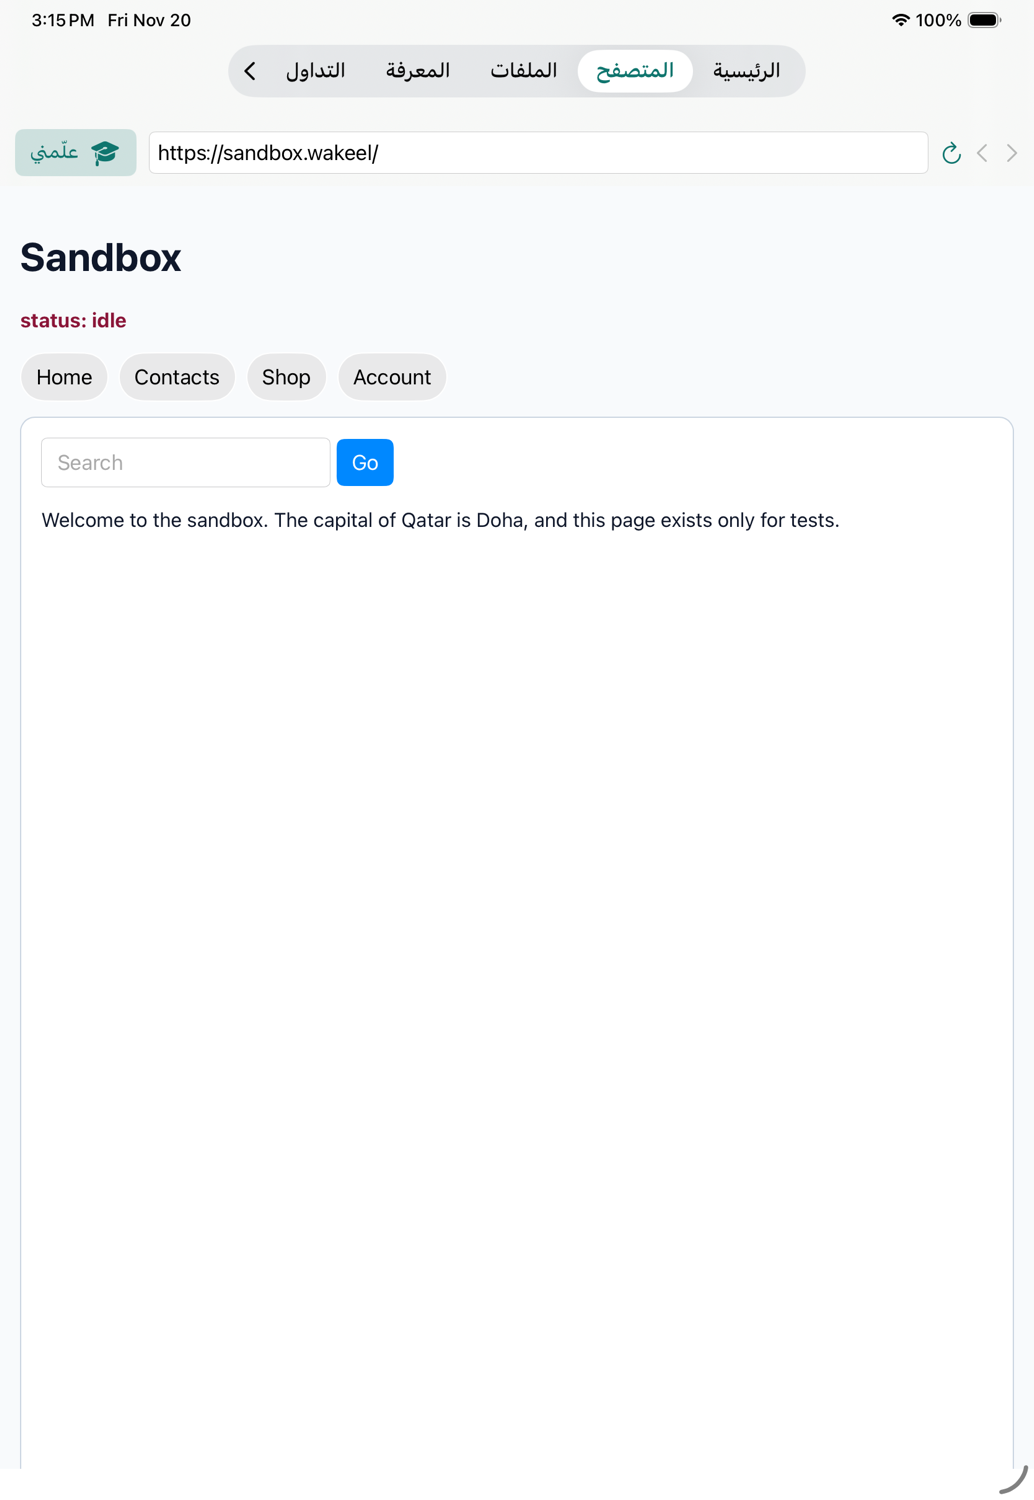 3:15 PM Fri Nov 20 100%
الرئيسية المتصفح الملفات المعرفة التداول
علّمني https://sandbox.wakeel/
Sandbox
status: idle
Home Contacts Shop Account
Search Go
Welcome to the sandbox. The capital of Qatar is Doha, and this page exists only for tests.